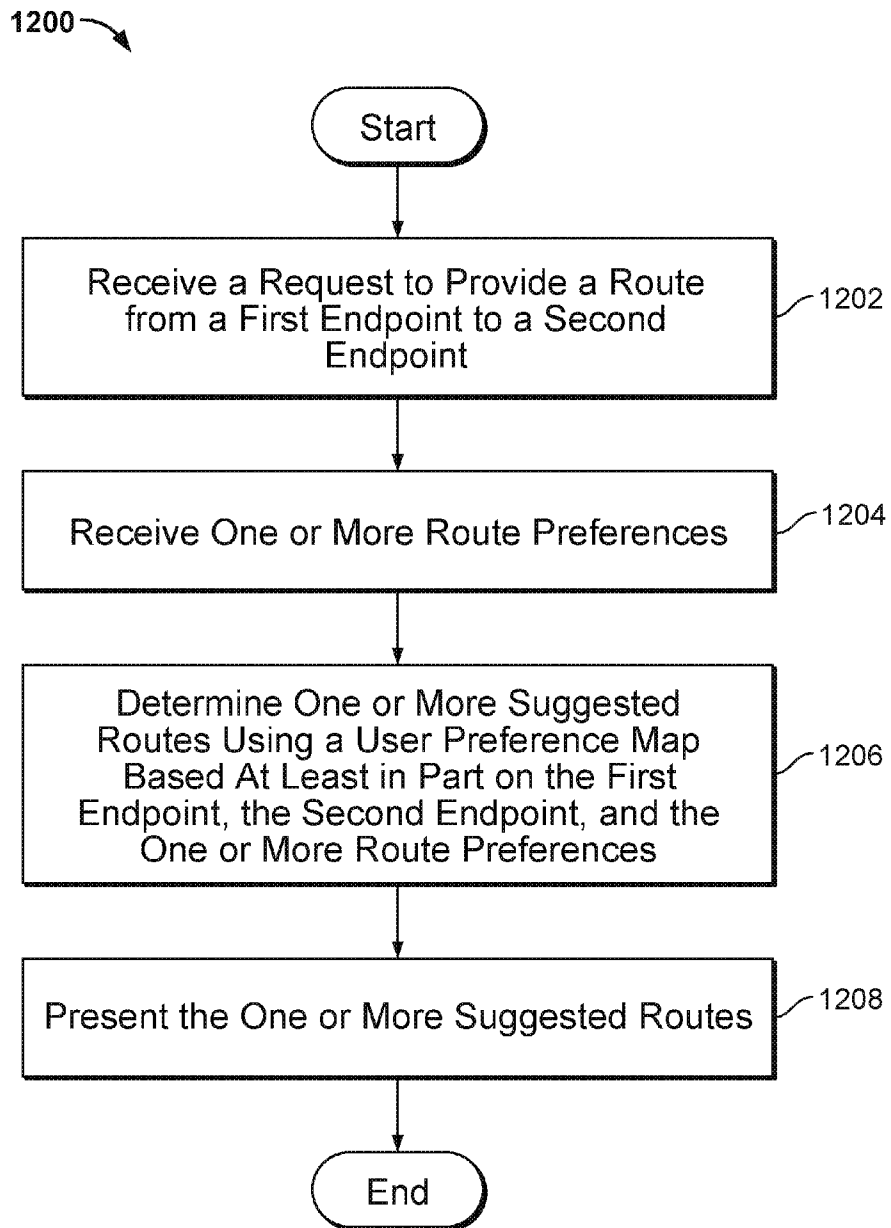 1200
Start
Receive a Request to Provide a Route
from a First Endpoint to a Second
Endpoint
1202
Receive One or More Route Preferences
1204
Determine One or More Suggested
Routes Using a User Preference Map
Based At Least in Part on the First
Endpoint, the Second Endpoint, and the
One or More Route Preferences
1206
Present the One or More Suggested Routes
1208
End